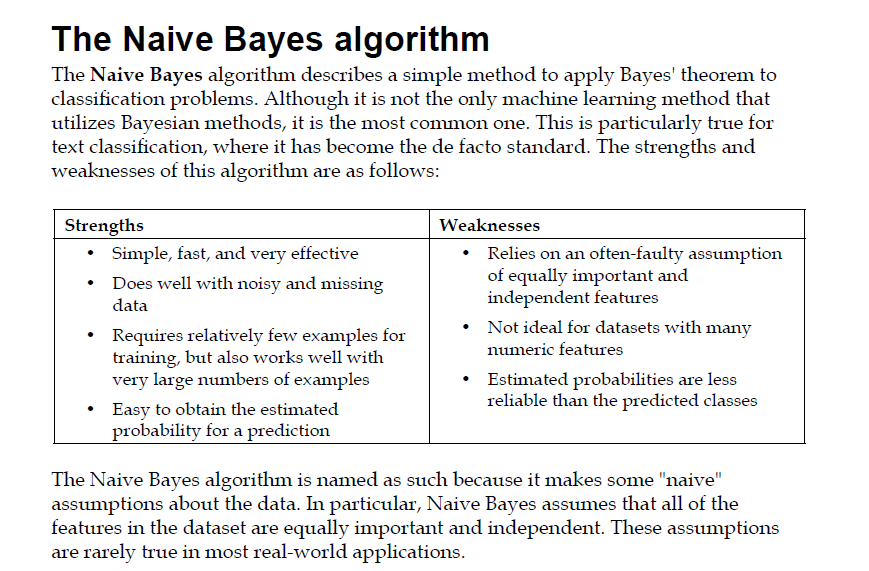 The Naive Bayes algorithm
The Naive Bayes algorithm describes a simple method to apply Bayes' theorem to
classification problems. Although it is not the only machine learning method that
utilizes Bayesian methods, it is the most common one. This is particularly true for
text classification, where it has become the de facto standard. The strengths and
weaknesses of this algorithm are as follows:
Strengths
• Simple, fast, and very effective
• Does well with noisy and missing
data
• Requires relatively few examples for
training, but also works well with
very large numbers of examples
• Easy to obtain the estimated
probability for a prediction
Weaknesses
• Relies on an often-faulty assumption
of equally important and
independent features
• Not ideal for datasets with many
numeric features
• Estimated probabilities are less
reliable than the predicted classes
The Naive Bayes algorithm is named as such because it makes some "naive"
assumptions about the data. In particular, Naive Bayes assumes that all of the
features in the dataset are equally important and independent. These assumptions
are rarely true in most real-world applications.